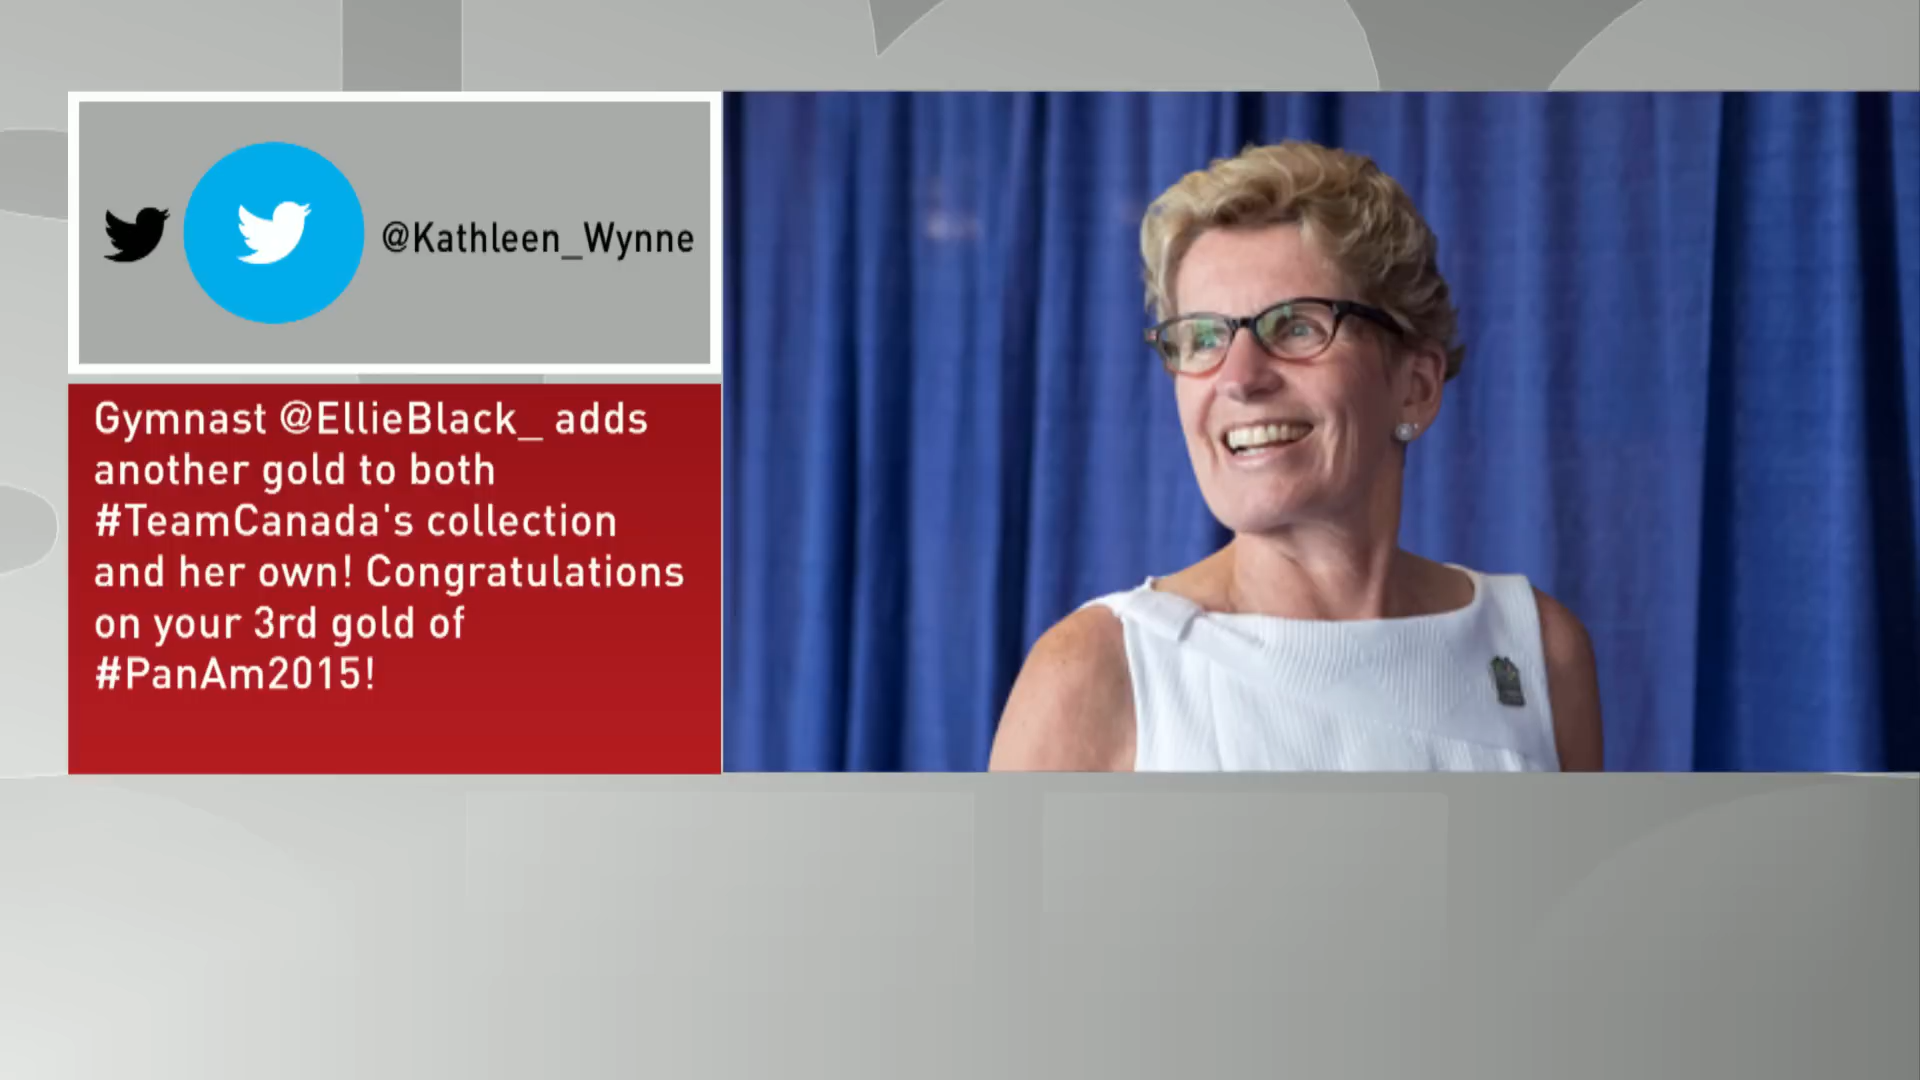 @Kathleen_Wynne
Gymnast @EllieBlack_ adds
another gold to both
#TeamCanada's collection
and her own! Congratulations
on your 3rd gold of
#PanAm2015!